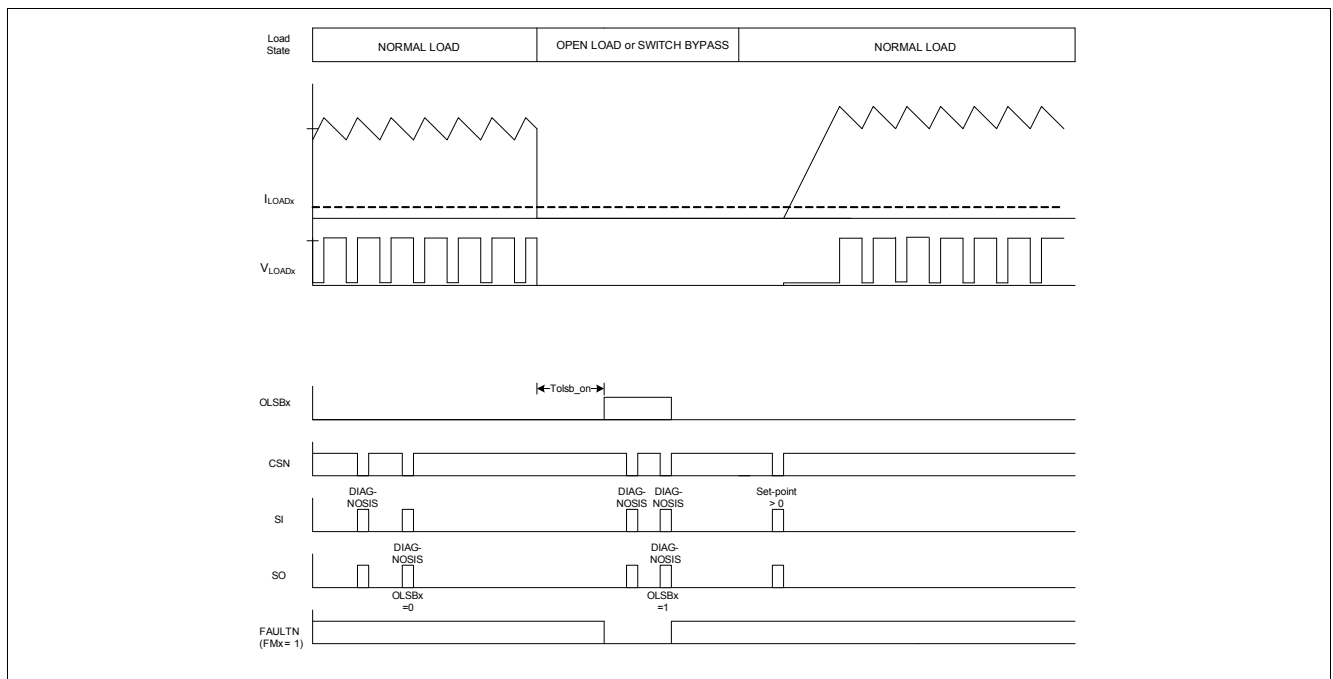 Load
State
NORMAL LOAD
OPEN LOAD or SWITCH BYPASS
NORMAL LOAD
ILOADx
VLOADx
Tolsb_on
OLSBx
CSN
DIAG-
NOSIS
DIAG-
NOSIS
DIAG-
NOSIS
Set-point
> 0
SI
DIAG-
NOSIS
DIAG-
NOSIS
SO
OLSBx
=0
OLSBx
=1
FAULTN
(FMx = 1)